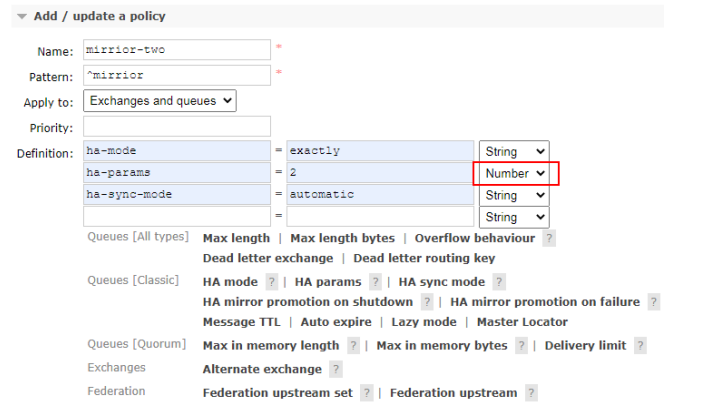 Add / update a policy
Name: mirrior-two *
Pattern: ^mirrior *
Apply to: Exchanges and queues
Priority:
Definition: ha-mode = exactly String
ha-params = 2 Number
ha-sync-mode = automatic String
= String
Queues [All types] Max length | Max length bytes | Overflow behaviour ?
Dead letter exchange | Dead letter routing key
Queues [Classic] HA mode ? | HA params ? | HA sync mode ?
HA mirror promotion on shutdown ? | HA mirror promotion on failure ?
Message TTL | Auto expire | Lazy mode | Master Locator
Queues [Quorum] Max in memory length ? | Max in memory bytes ? | Delivery limit ?
Exchanges Alternate exchange ?
Federation Federation upstream set ? | Federation upstream ?